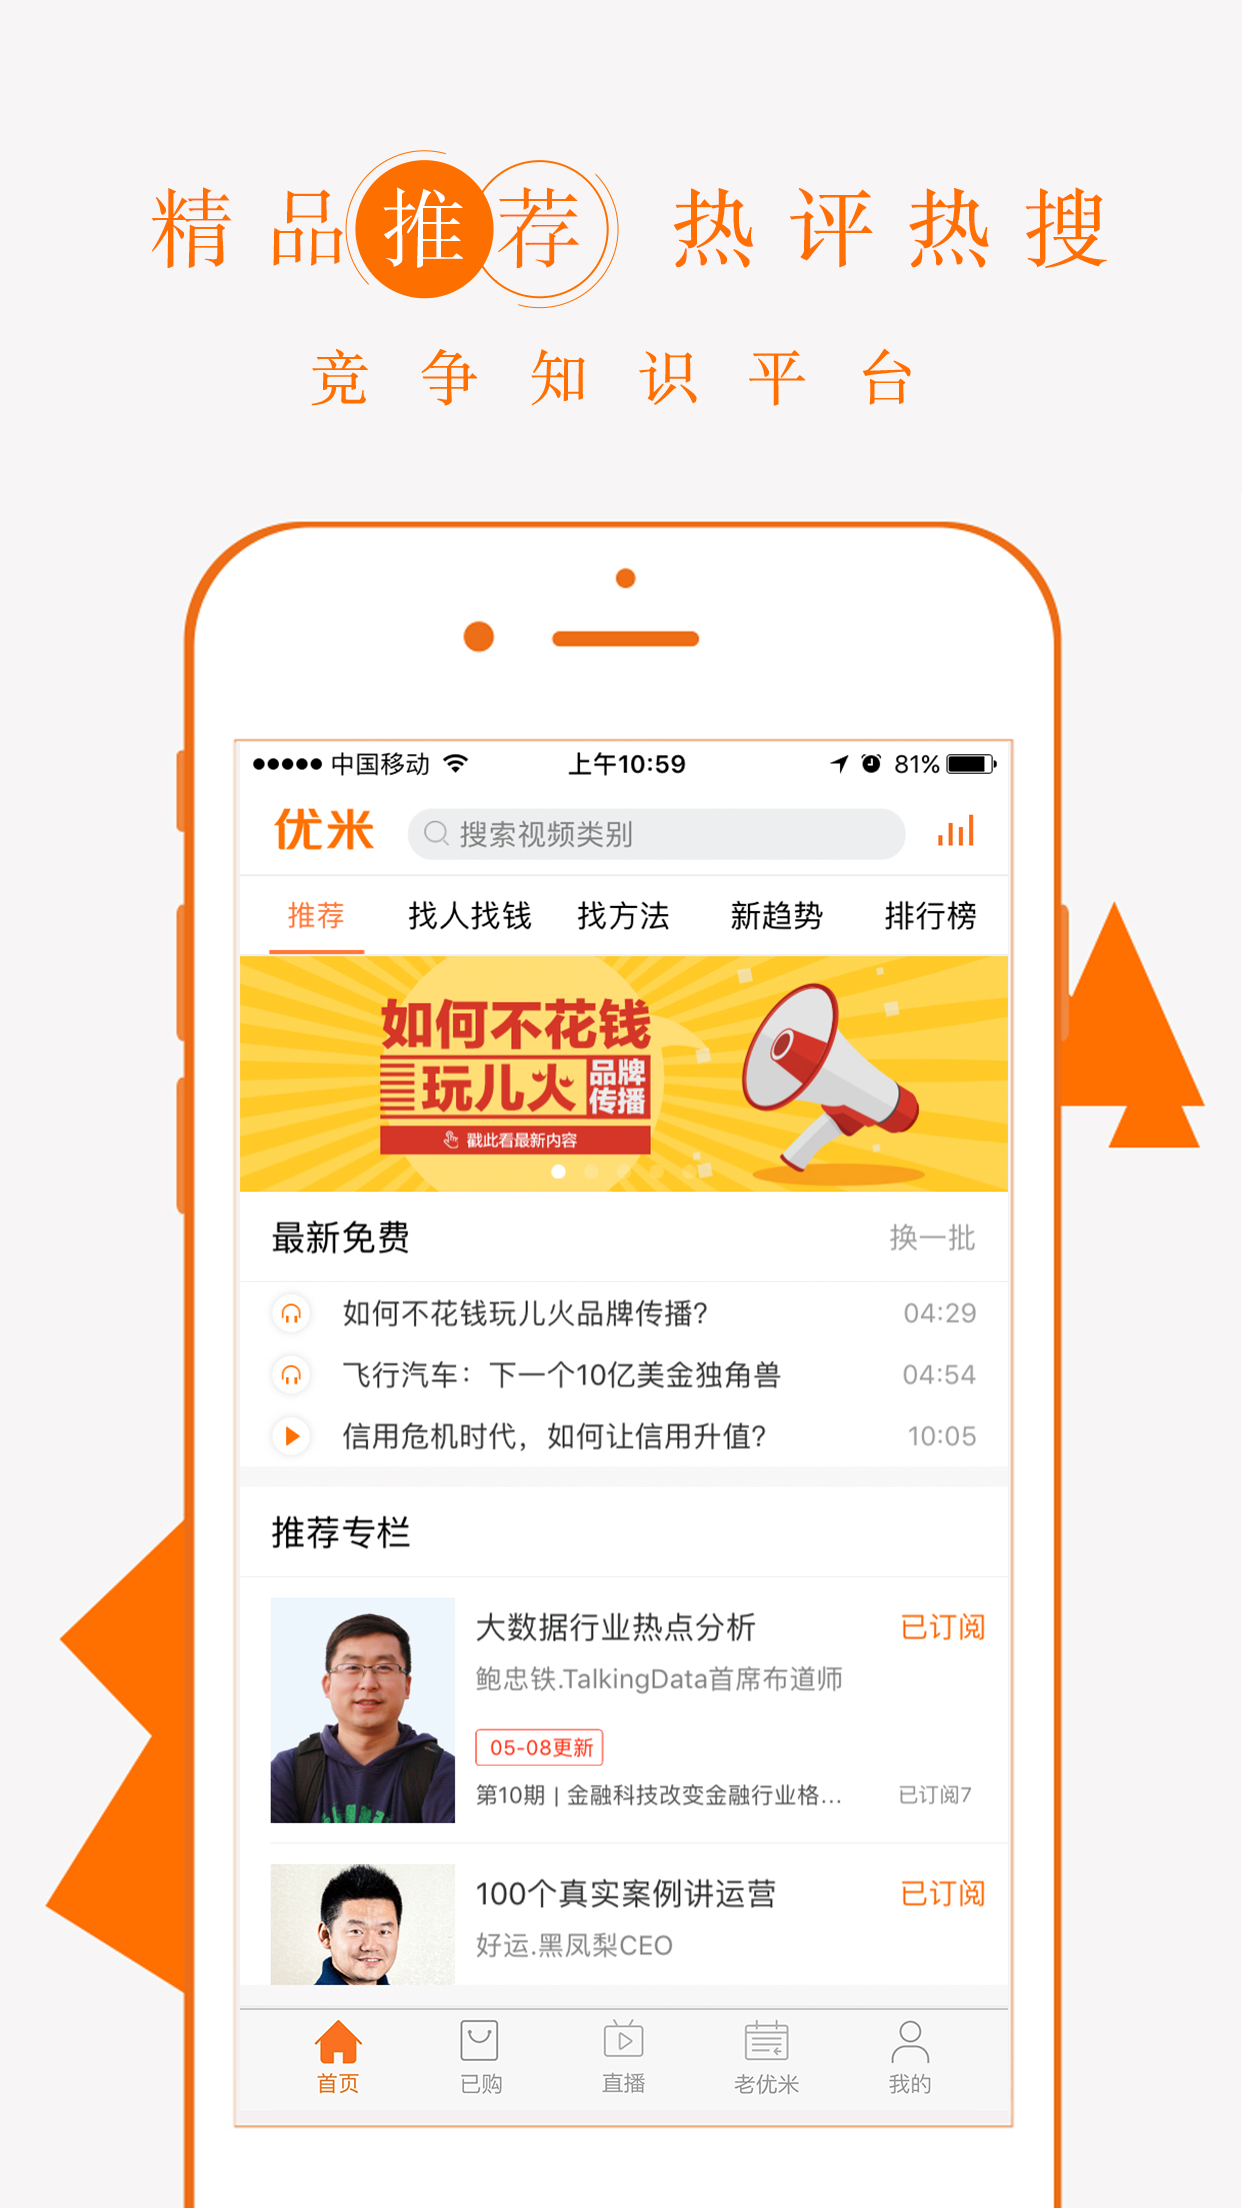 精品推荐 热评热搜
竞争知识平台
中国移动 上午10:59 81%
优米 搜索视频类别
推荐 找人找钱 找方法 新趋势 排行榜
如何不花钱
玩儿火 品牌传播
戳此看最新内容
最新免费 换一批
如何不花钱玩儿火品牌传播? 04:29
飞行汽车：下一个10亿美金独角兽 04:54
信用危机时代，如何让信用升值? 10:05
推荐专栏
大数据行业热点分析 已订阅
鲍忠铁.TalkingData首席布道师
05-08更新
第10期 | 金融科技改变金融行业格... 已订阅7
100个真实案例讲运营 已订阅
好运.黑凤梨CEO
首页 已购 直播 老优米 我的